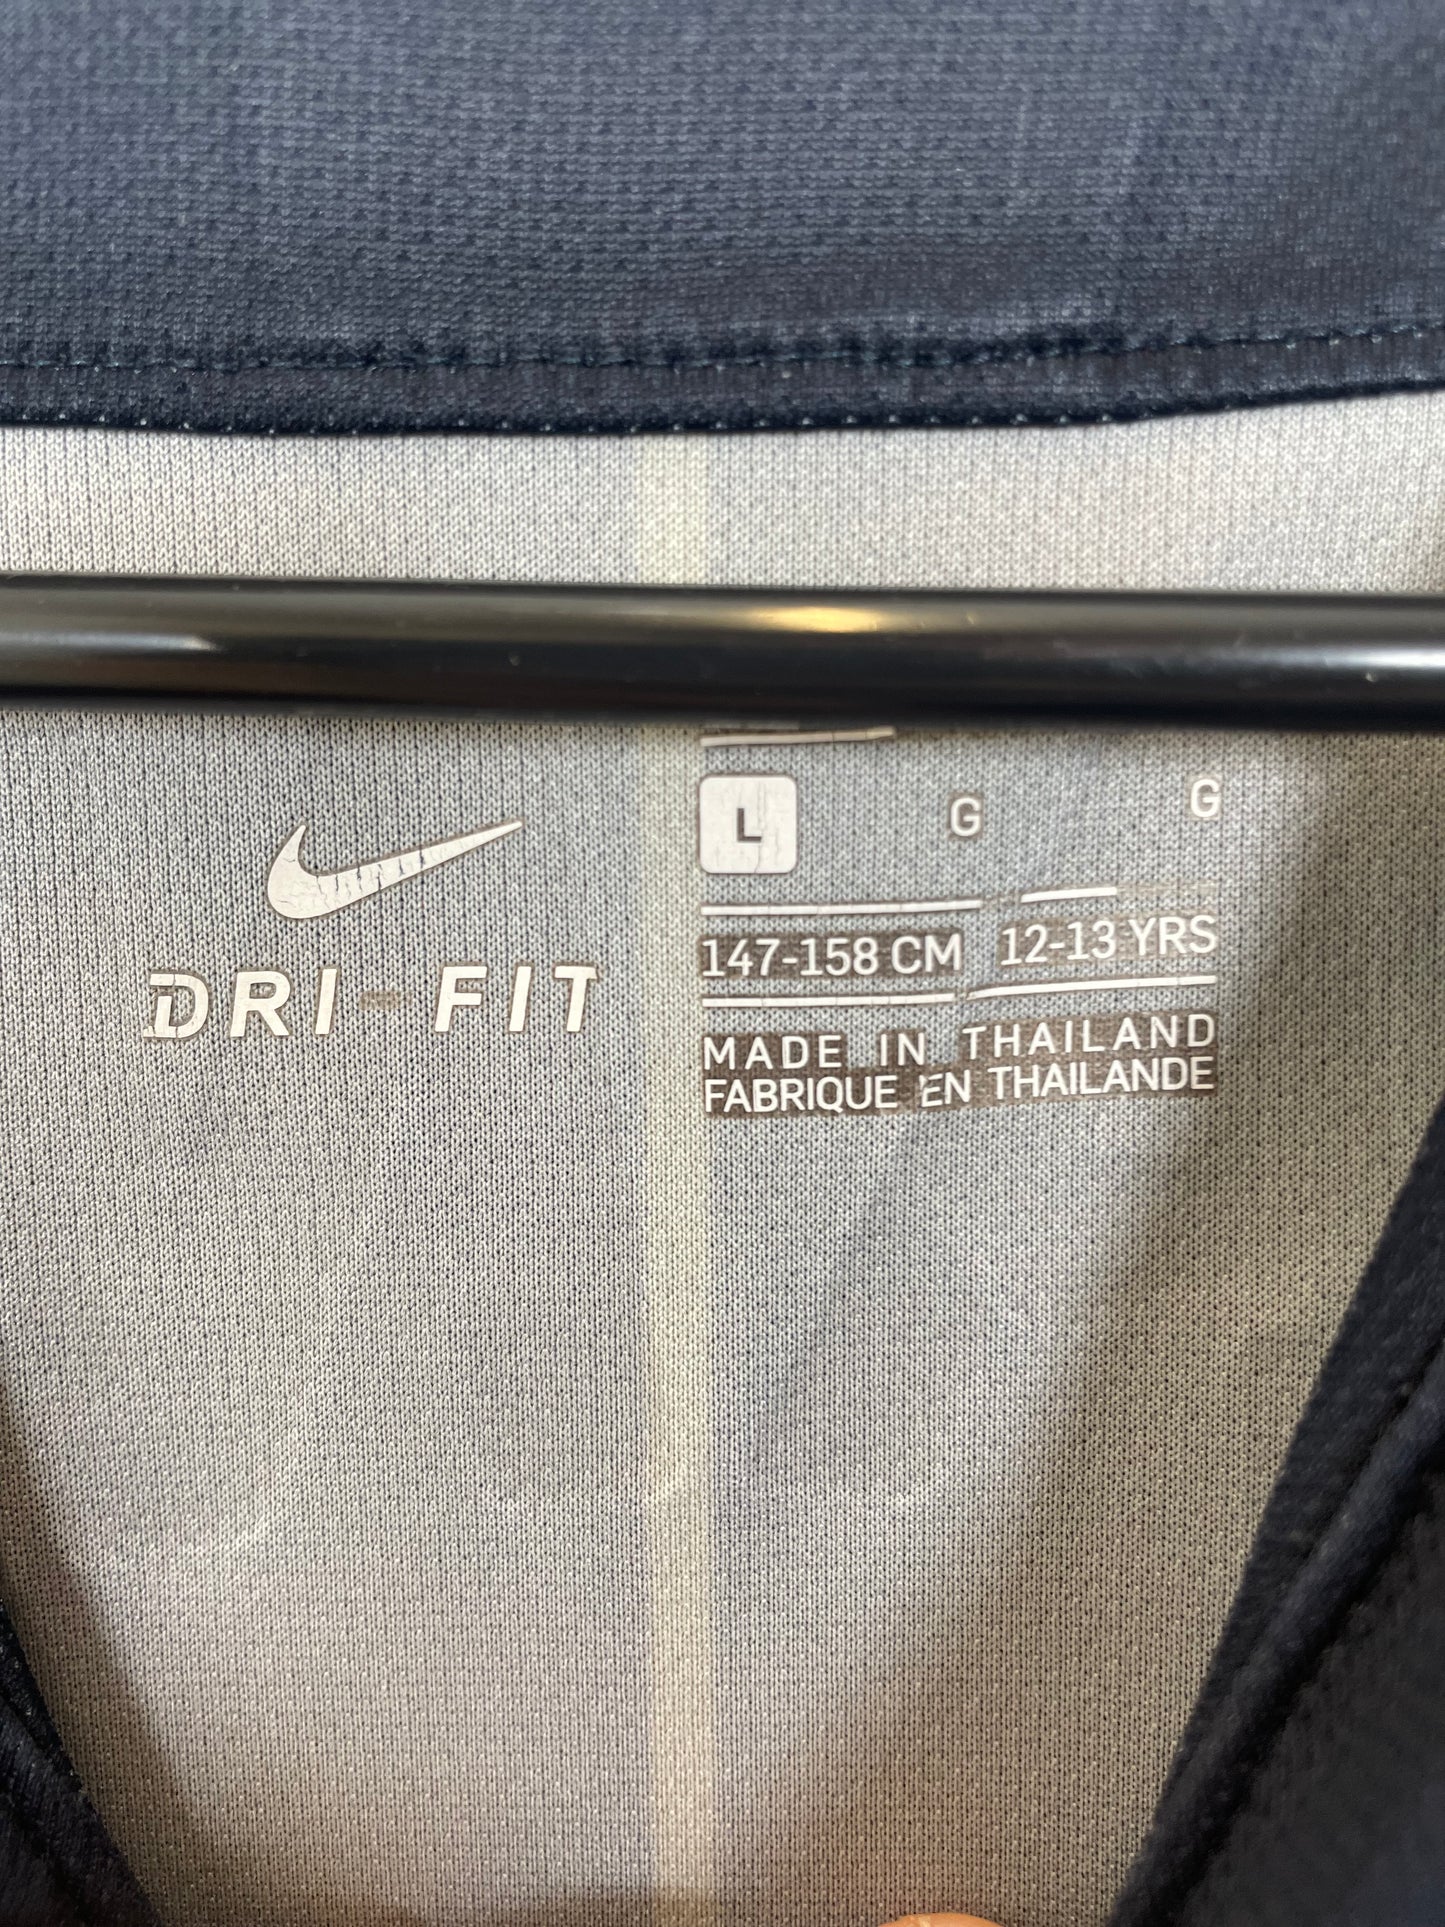 L G G
DRI-FIT
147-158 CM 12-13 YRS
MADE IN THAILAND
FABRIQUE EN THAILANDE